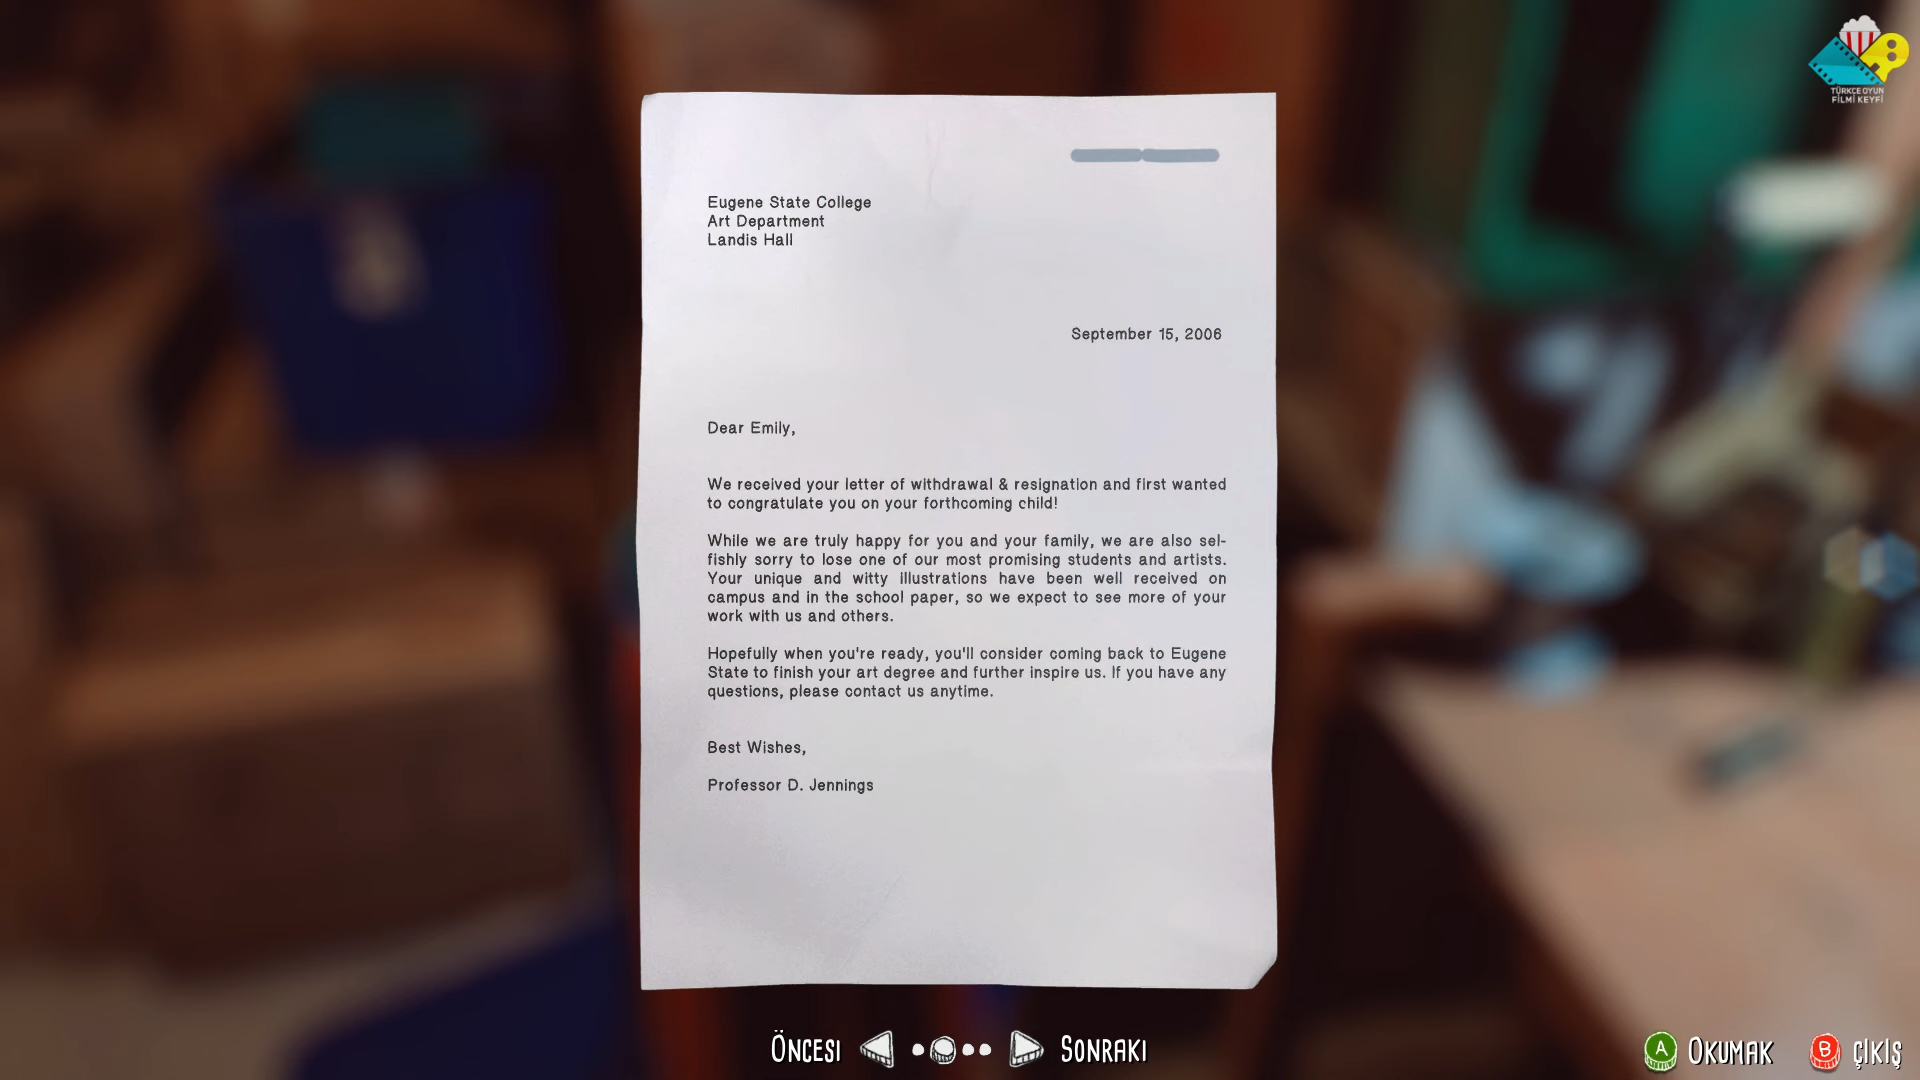 TÜRKÇE OYUN
FİLMİ KEYFİ
Eugene State College
Art Department
Landis Hall
September 15, 2006
Dear Emily,
We received your letter of withdrawal & resignation and first wanted
to congratulate you on your forthcoming child!
While we are truly happy for you and your family, we are also sel-
fishly sorry to lose one of our most promising students and artists.
Your unique and witty illustrations have been well received on
campus and in the school paper, so we expect to see more of your
work with us and others.
Hopefully when you're ready, you'll consider coming back to Eugene
State to finish your art degree and further inspire us. If you have any
questions, please contact us anytime.
Best Wishes,
Professor D. Jennings
ÖNCESI
SONRAKI
A OKUMAK
B ÇIKIŞ